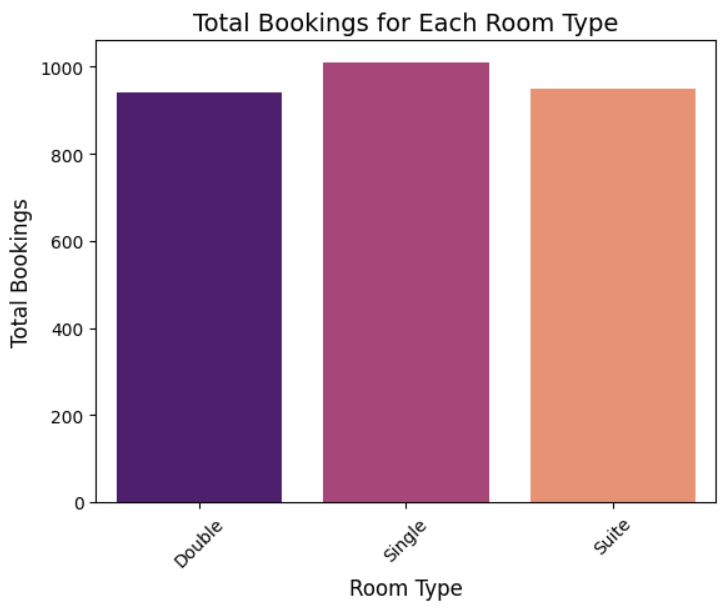 Total Bookings for Each Room Type
Total Bookings
1000
800
600
400
200
0
Double
Single
Suite
Room Type